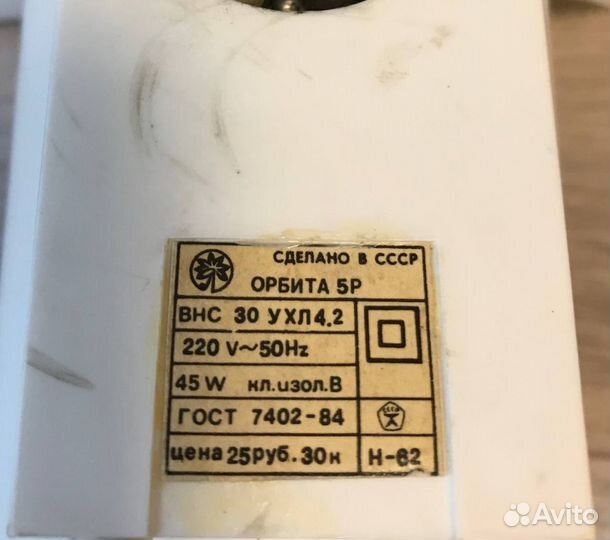 СДЕЛАНО В СССР
ОРБИТА 5Р
ВНС 30 УХЛ4.2
220 V~50Hz
45 W кл.изол.В
ГОСТ 7402-84
СССР
цена 25руб. 30к Н-62
Avito